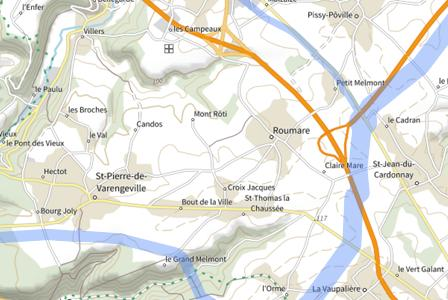 l'Enfer
Pissy-Pôville
les Campeaux
Villers
102
Petit Melmont
le Paulu
les Broches
Mont Rôti
Candos
le Cadran
le Val
Roumare
le Pont des Vieux
Claire Mare
St-Jean-du-
Cardonnay
Hectot
St-Pierre-de-
Varengeville
Croix Jacques
Bout de la Ville
St-Thomas la
Chaussée
Bourg Joly
117
le Grand Melmont
le Vert Galant
l'Orme
La Vaupalière